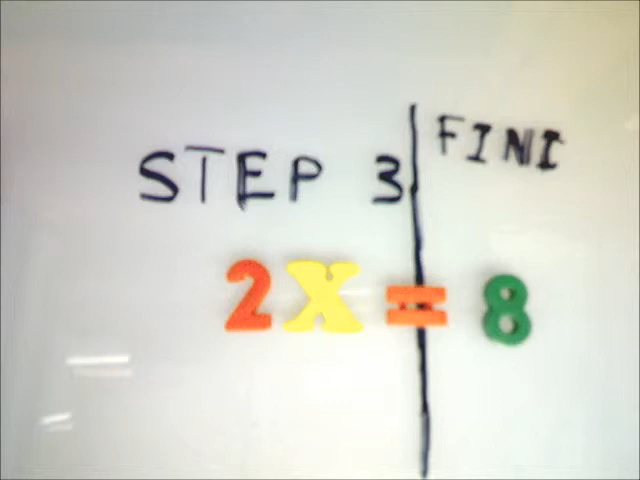 STEP 3
FINI
2X = 8